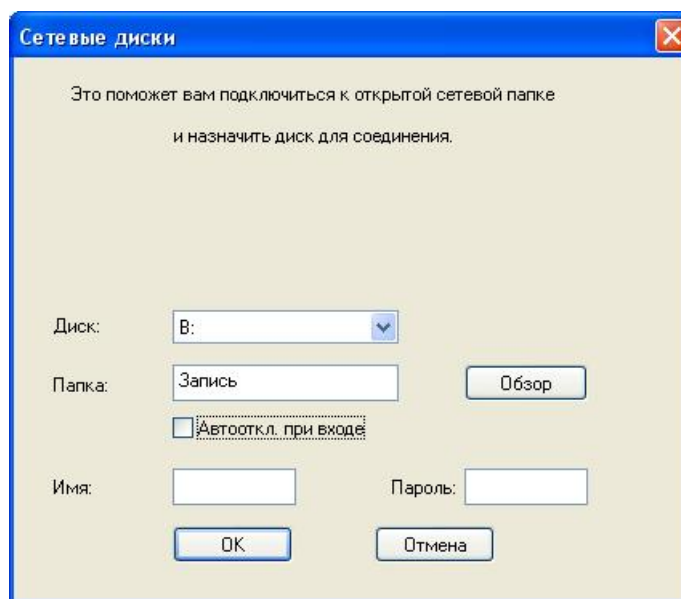 Сетевые диски
Это поможет вам подключиться к открытой сетевой папке
и назначить диск для соединения.
Диск: B:
Папка: Запись Обзор
Автооткл. при входе
Имя: Пароль:
OK Отмена